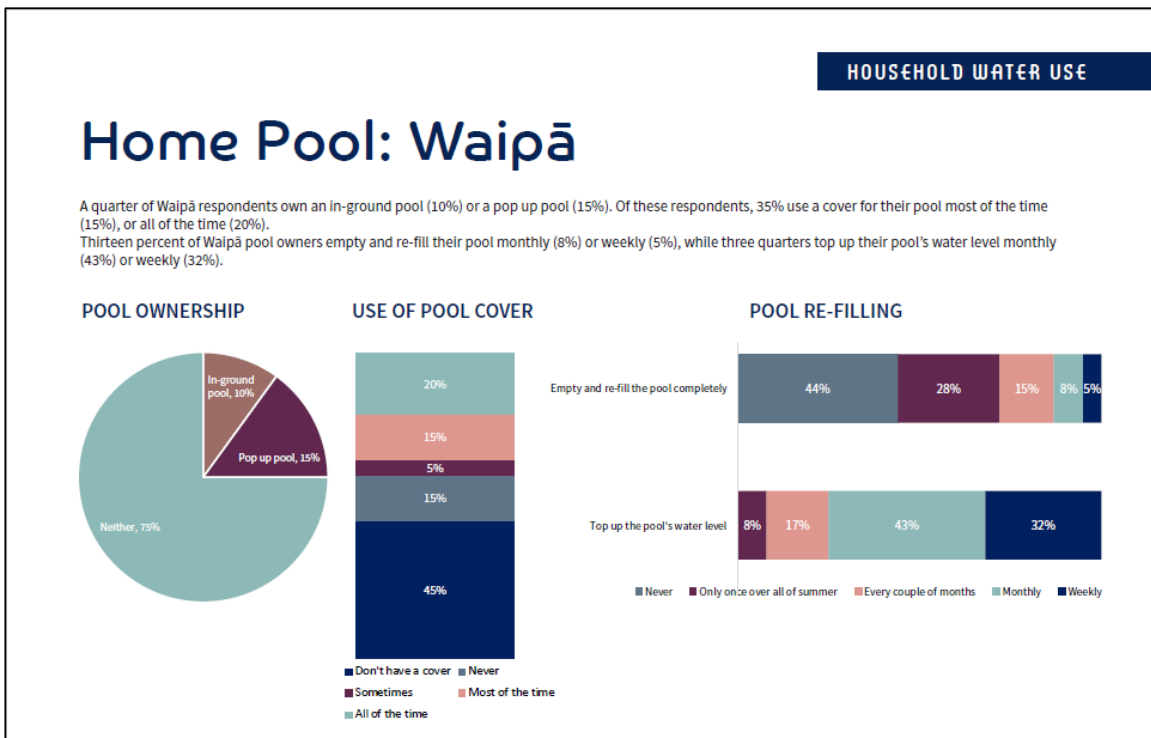 HOUSEHOLD WATER USE
Home Pool: Waipā
A quarter of Waipā respondents own an in-ground pool (10%) or a pop up pool (15%). Of these respondents, 35% use a cover for their pool most of the time
(15%), or all of the time (20%).
Thirteen percent of Waipā pool owners empty and re-fill their pool monthly (8%) or weekly (5%), while three quarters top up their pool's water level monthly
(43%) or weekly (32%).
POOL OWNERSHIP
In-ground
pool, 10%
Pop up pool, 15%
Neither, 75%
USE OF POOL COVER
20%
15%
5%
15%
45%
Don't have a cover Never
Sometimes Most of the time
All of the time
POOL RE-FILLING
Empty and re-fill the pool completely 44% 28% 15% 8% 5%
Top up the pool's water level 8% 17% 43% 32%
Never Only once over all of summer Every couple of months Monthly Weekly